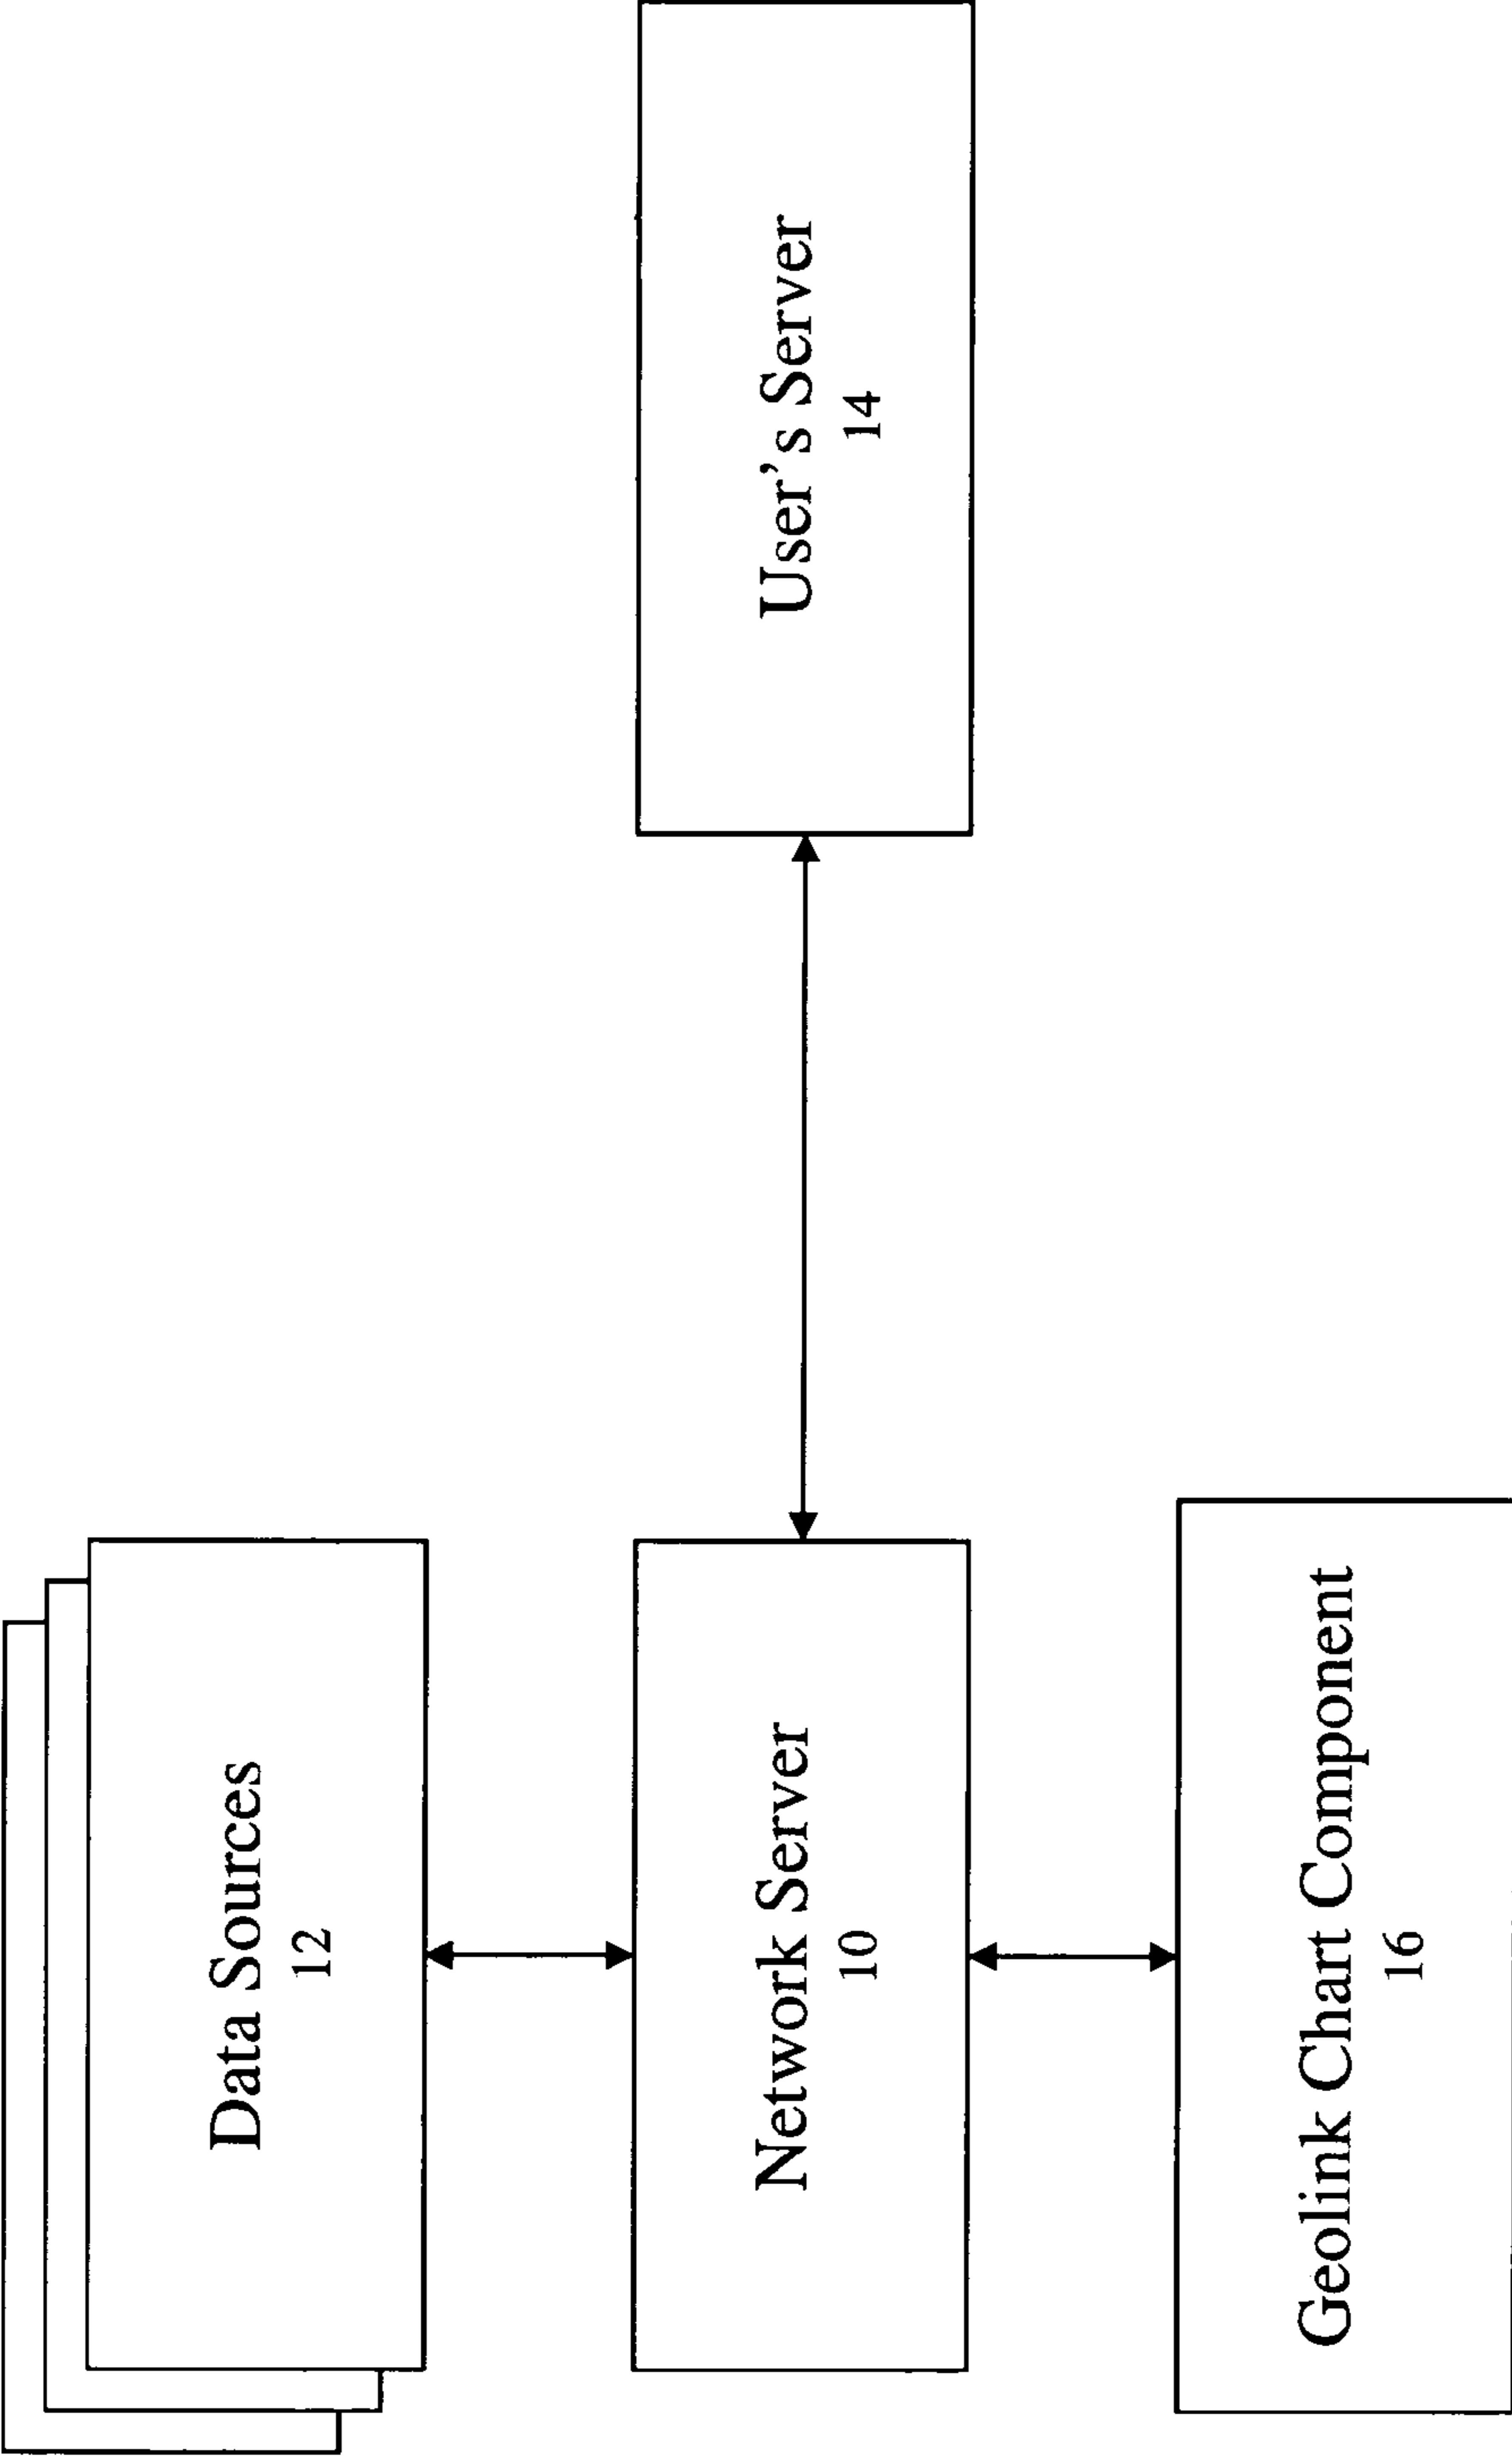 Data Sources
12
Network Server
10
User’s Server
14
Geolink Chart Component
16